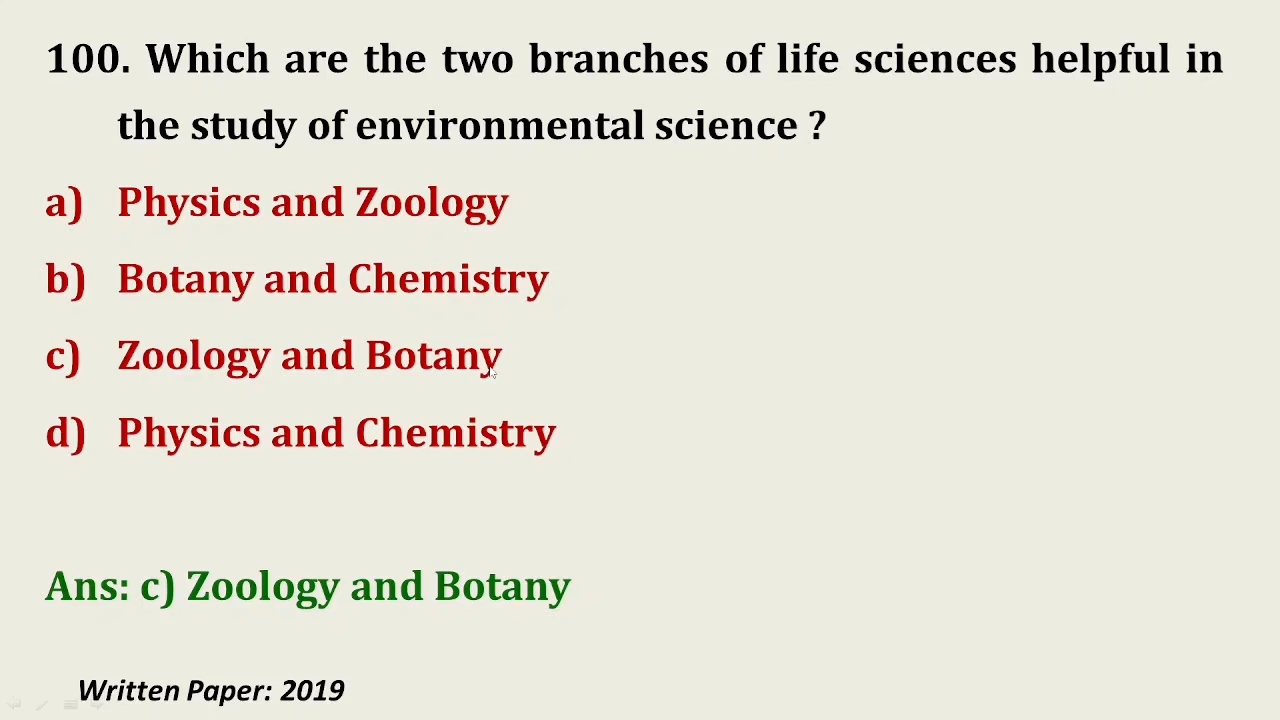 100. Which are the two branches of life sciences helpful in
the study of environmental science ?
a) Physics and Zoology
b) Botany and Chemistry
c) Zoology and Botany
d) Physics and Chemistry
Ans: c) Zoology and Botany
Written Paper: 2019